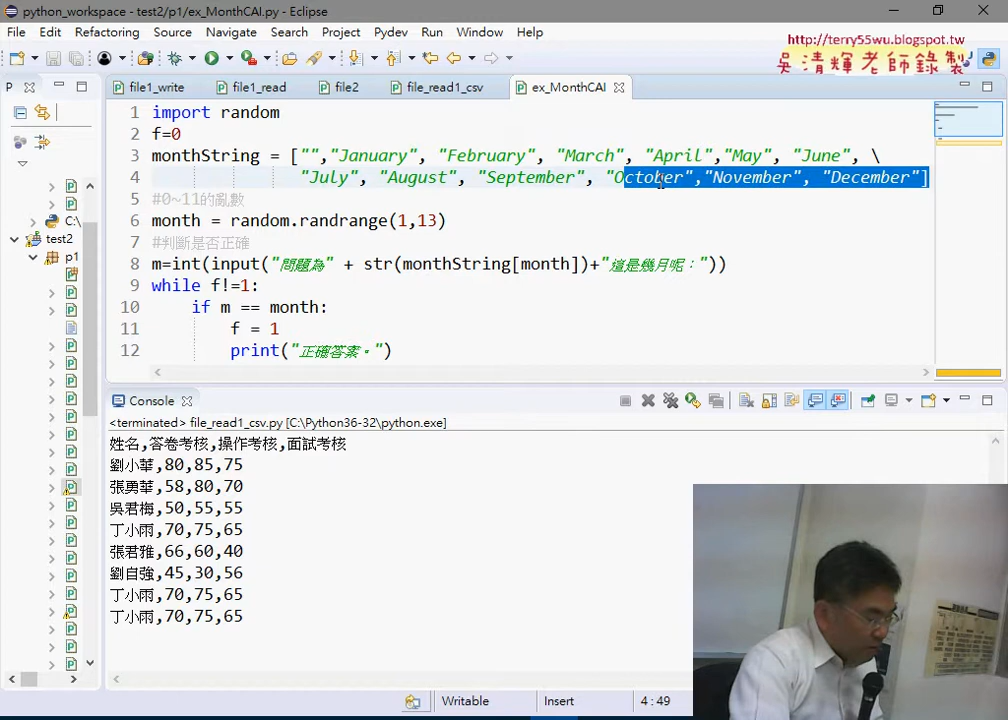 python_workspace - test2/p1/ex_MonthCAI.py - Eclipse
File Edit Refactoring Source Navigate Search Project Pydev Run Window Help
http://terry55wu.blogspot.tw
吳清輝老師錄製
P
file1_write file1_read file2 file_read1_csv ex_MonthCAI
1 import random
2 f=0
3 monthString = ["","January", "February", "March", "April","May", "June", \
4 "July", "August", "September", "October","November", "December"]
5 #0~11的亂數
6 month = random.randrange(1,13)
7 #判斷是否正確
8 m=int(input("問題為" + str(monthString[month])+"這是幾月呢："))
9 while f!=1:
10 if m == month:
11 f = 1
12 print("正確答案。")
C:\
test2
p1
Console
<terminated> file_read1_csv.py [C:\Python36-32\python.exe]
姓名,答卷考核,操作考核,面試考核
劉小華,80,85,75
張勇華,58,80,70
吳君梅,50,55,55
丁小雨,70,75,65
張君雅,66,60,40
劉自強,45,30,56
丁小雨,70,75,65
丁小雨,70,75,65
Writable Insert 4:49